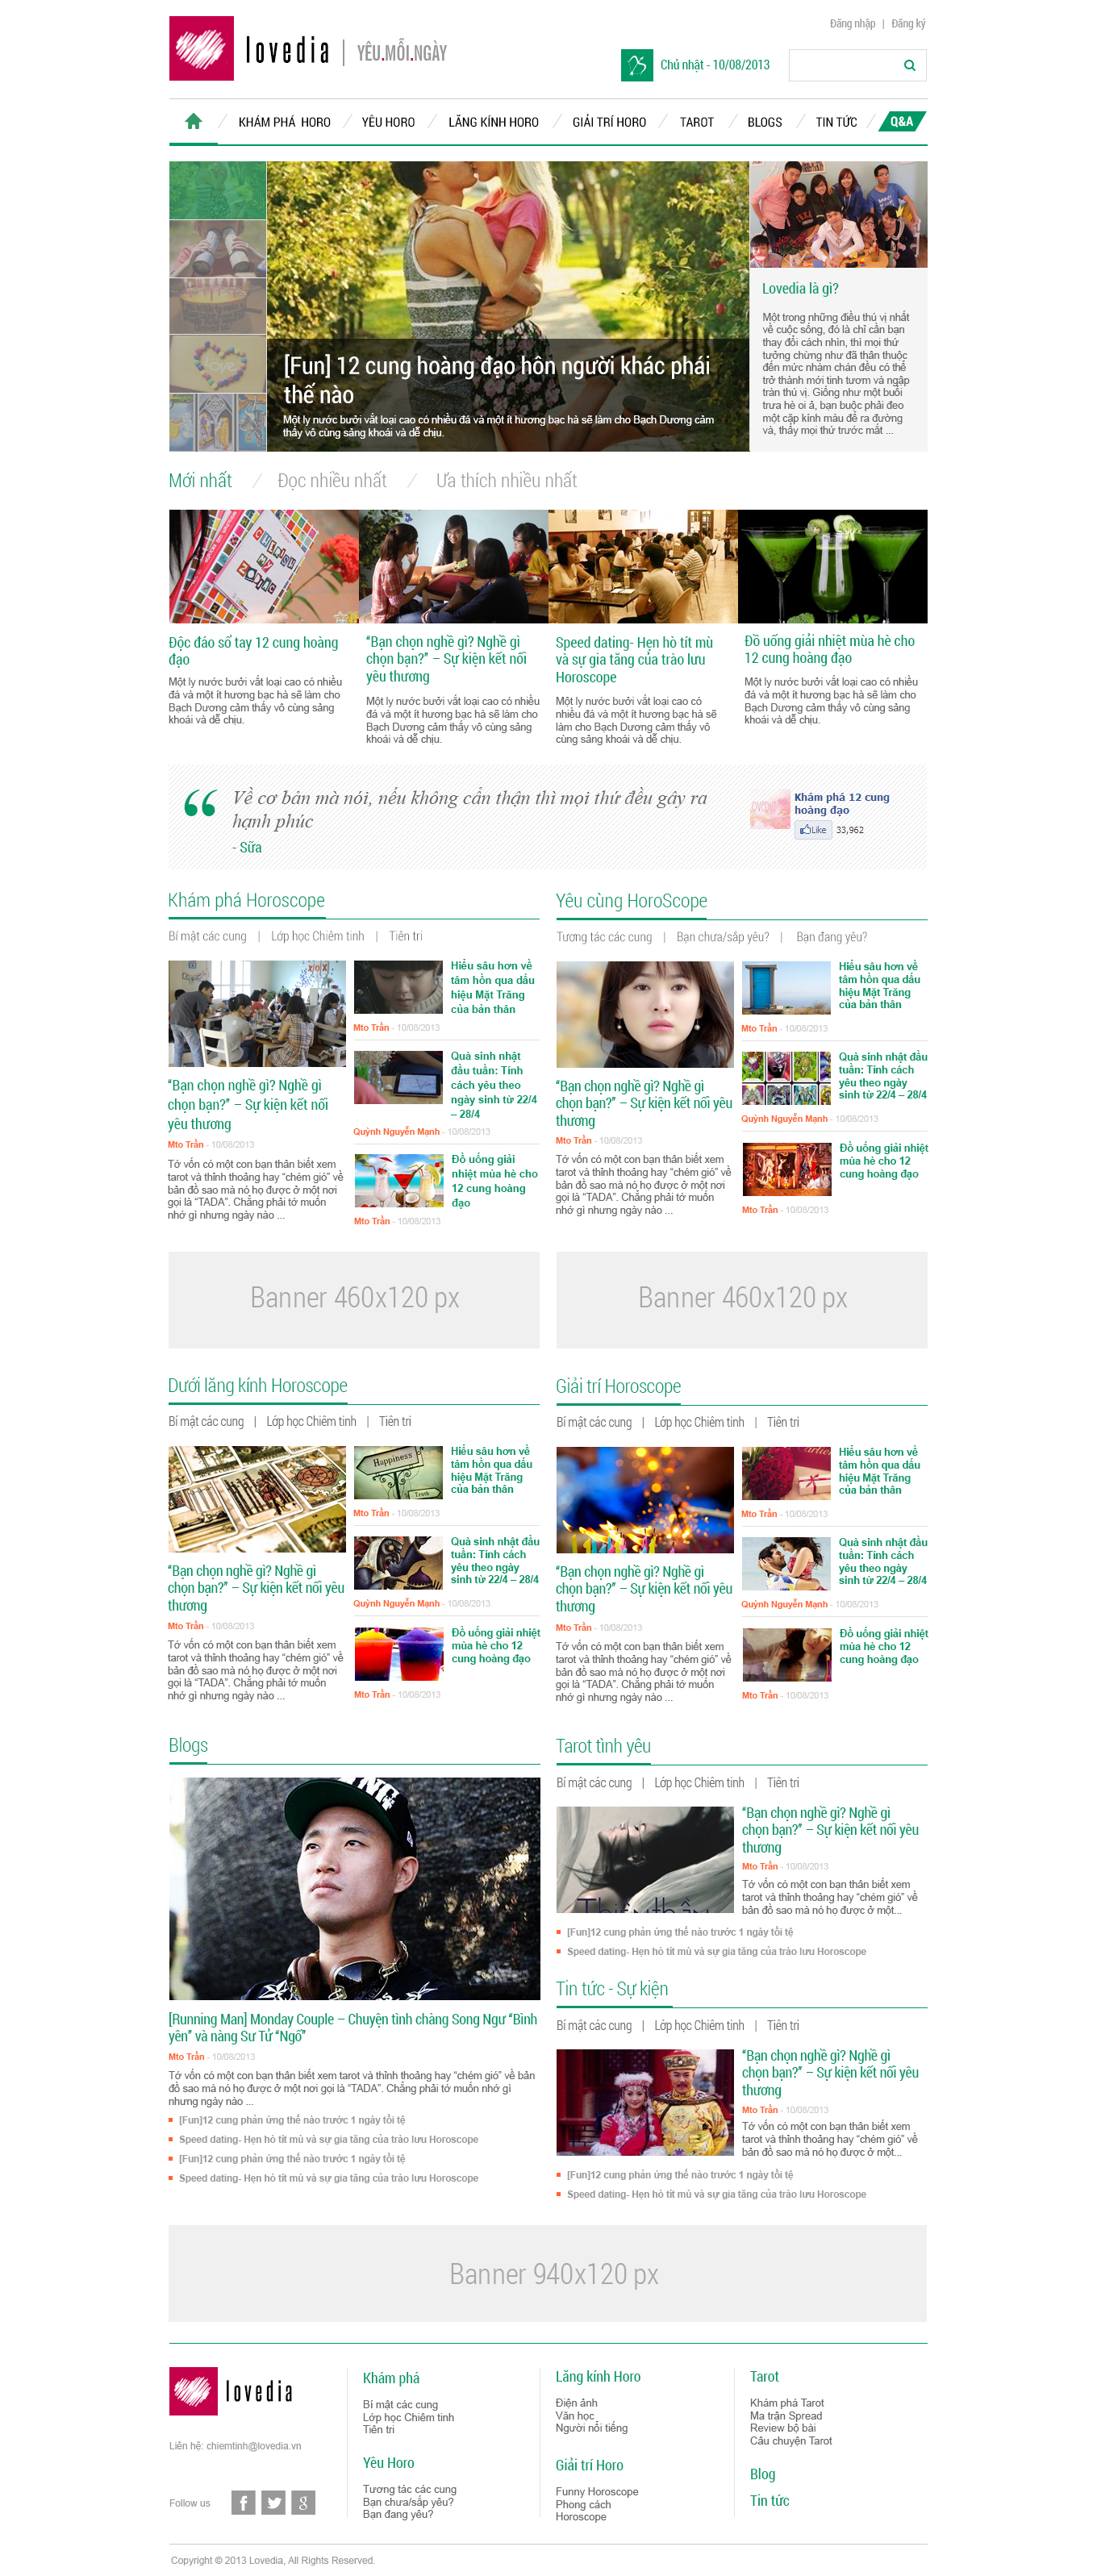 Đăng nhập | Đăng ký
lovedia | YÊU.MỖI.NGÀY
Chủ nhật - 10/08/2013
KHÁM PHÁ HORO / YÊU HORO / LĂNG KÍNH HORO / GIẢI TRÍ HORO / TAROT / BLOGS / TIN TỨC / Q&A
[Fun] 12 cung hoàng đạo hôn người khác phái
thế nào
Một ly nước bưởi vắt loại cao có nhiều đá và một ít hương bạc hà sẽ làm cho Bạch Dương cảm
thấy vô cùng sảng khoái và dễ chịu.
Lovedia là gì?
Một trong những điều thú vị nhất
về cuộc sống, đó là chỉ cần bạn
thay đổi cách nhìn, thì mọi thứ
tưởng chừng như đã thân thuộc
đến mức nhàm chán đều có thể
trở thành mới tinh tươm và ngập
tràn thú vị. Giống như một buổi
trưa hè oi ả, bạn buộc phải đeo
một cặp kính màu để ra đường
và, thấy mọi thứ trước mắt ...
Mới nhất / Đọc nhiều nhất / Ưa thích nhiều nhất
Độc đáo sổ tay 12 cung hoàng
đạo
Một ly nước bưởi vắt loại cao có nhiều
đá và một ít hương bạc hà sẽ làm cho
Bạch Dương cảm thấy vô cùng sảng
khoái và dễ chịu.
“Bạn chọn nghề gì? Nghề gì
chọn bạn?” – Sự kiện kết nối
yêu thương
Một ly nước bưởi vắt loại cao có nhiều
đá và một ít hương bạc hà sẽ làm cho
Bạch Dương cảm thấy vô cùng sảng
khoái và dễ chịu.
Speed dating- Hẹn hò tít mù
và sự gia tăng của trào lưu
Horoscope
Một ly nước bưởi vắt loại cao có
nhiều đá và một ít hương bạc hà sẽ
làm cho Bạch Dương cảm thấy vô
cùng sảng khoái và dễ chịu.
Đồ uống giải nhiệt mùa hè cho
12 cung hoàng đạo
Một ly nước bưởi vắt loại cao có nhiều
đá và một ít hương bạc hà sẽ làm cho
Bạch Dương cảm thấy vô cùng sảng
khoái và dễ chịu.
Về cơ bản mà nói, nếu không cẩn thận thì mọi thứ đều gây ra
hạnh phúc
- Sữa
Khám phá 12 cung
hoàng đạo
Like 33,962
Khám phá Horoscope
Bí mật các cung | Lớp học Chiêm tinh | Tiên tri
“Bạn chọn nghề gì? Nghề gì
chọn bạn?” – Sự kiện kết nối
yêu thương
Mto Trần - 10/08/2013
Tớ vốn có một con bạn thân biết xem
tarot và thỉnh thoảng hay “chém gió” về
bản đồ sao mà nó họ được ở một nơi
gọi là “TADA”. Chẳng phải tớ muốn
nhớ gì nhưng ngày nào ...
Hiểu sâu hơn về
tâm hồn qua dấu
hiệu Mặt Trăng
của bản thân
Mto Trần - 10/08/2013
Quà sinh nhật
đầu tuần: Tính
cách yêu theo
ngày sinh từ 22/4
– 28/4
Quỳnh Nguyễn Mạnh - 10/08/2013
Đồ uống giải
nhiệt mùa hè cho
12 cung hoàng
đạo
Mto Trần - 10/08/2013
Yêu cùng HoroScope
Tương tác các cung | Bạn chưa/sắp yêu? | Bạn đang yêu?
“Bạn chọn nghề gì? Nghề gì
chọn bạn?” – Sự kiện kết nối yêu
thương
Mto Trần - 10/08/2013
Tớ vốn có một con bạn thân biết xem
tarot và thỉnh thoảng hay “chém gió” về
bản đồ sao mà nó họ được ở một nơi
gọi là “TADA”. Chẳng phải tớ muốn
nhớ gì nhưng ngày nào ...
Hiểu sâu hơn về
tâm hồn qua dấu
hiệu Mặt Trăng
của bản thân
Mto Trần - 10/08/2013
Quà sinh nhật đầu
tuần: Tính cách
yêu theo ngày
sinh từ 22/4 – 28/4
Quỳnh Nguyễn Mạnh - 10/08/2013
Đồ uống giải nhiệt
mùa hè cho 12
cung hoàng đạo
Mto Trần - 10/08/2013
Banner 460x120 px
Banner 460x120 px
Dưới lăng kính Horoscope
Bí mật các cung | Lớp học Chiêm tinh | Tiên tri
“Bạn chọn nghề gì? Nghề gì
chọn bạn?” – Sự kiện kết nối yêu
thương
Mto Trần - 10/08/2013
Tớ vốn có một con bạn thân biết xem
tarot và thỉnh thoảng hay “chém gió” về
bản đồ sao mà nó họ được ở một nơi
gọi là “TADA”. Chẳng phải tớ muốn
nhớ gì nhưng ngày nào ...
Happiness
Truth
Hiểu sâu hơn về
tâm hồn qua dấu
hiệu Mặt Trăng
của bản thân
Mto Trần - 10/08/2013
Quà sinh nhật đầu
tuần: Tính cách
yêu theo ngày
sinh từ 22/4 – 28/4
Quỳnh Nguyễn Mạnh - 10/08/2013
Đồ uống giải nhiệt
mùa hè cho 12
cung hoàng đạo
Mto Trần - 10/08/2013
Giải trí Horoscope
Bí mật các cung | Lớp học Chiêm tinh | Tiên tri
“Bạn chọn nghề gì? Nghề gì
chọn bạn?” – Sự kiện kết nối yêu
thương
Mto Trần - 10/08/2013
Tớ vốn có một con bạn thân biết xem
tarot và thỉnh thoảng hay “chém gió” về
bản đồ sao mà nó họ được ở một nơi
gọi là “TADA”. Chẳng phải tớ muốn
nhớ gì nhưng ngày nào ...
Hiểu sâu hơn về
tâm hồn qua dấu
hiệu Mặt Trăng
của bản thân
Mto Trần - 10/08/2013
Quà sinh nhật đầu
tuần: Tính cách
yêu theo ngày
sinh từ 22/4 – 28/4
Quỳnh Nguyễn Mạnh - 10/08/2013
Đồ uống giải nhiệt
mùa hè cho 12
cung hoàng đạo
Mto Trần - 10/08/2013
Blogs
[Running Man] Monday Couple – Chuyện tình chàng Song Ngư “Bình
yên” và nàng Sư Tử “Ngố”
Mto Trần - 10/08/2013
Tớ vốn có một con bạn thân biết xem tarot và thỉnh thoảng hay “chém gió” về bản
đồ sao mà nó họ được ở một nơi gọi là “TADA”. Chẳng phải tớ muốn nhớ gì
nhưng ngày nào ...
[Fun]12 cung phản ứng thế nào trước 1 ngày tồi tệ
Speed dating- Hẹn hò tít mù và sự gia tăng của trào lưu Horoscope
[Fun]12 cung phản ứng thế nào trước 1 ngày tồi tệ
Speed dating- Hẹn hò tít mù và sự gia tăng của trào lưu Horoscope
Tarot tình yêu
Bí mật các cung | Lớp học Chiêm tinh | Tiên tri
“Bạn chọn nghề gì? Nghề gì
chọn bạn?” – Sự kiện kết nối yêu
thương
Mto Trần - 10/08/2013
Tớ vốn có một con bạn thân biết xem
tarot và thỉnh thoảng hay “chém gió” về
bản đồ sao mà nó họ được ở một...
[Fun]12 cung phản ứng thế nào trước 1 ngày tồi tệ
Speed dating- Hẹn hò tít mù và sự gia tăng của trào lưu Horoscope
Tin tức - Sự kiện
Bí mật các cung | Lớp học Chiêm tinh | Tiên tri
“Bạn chọn nghề gì? Nghề gì
chọn bạn?” – Sự kiện kết nối yêu
thương
Mto Trần - 10/08/2013
Tớ vốn có một con bạn thân biết xem
tarot và thỉnh thoảng hay “chém gió” về
bản đồ sao mà nó họ được ở một...
[Fun]12 cung phản ứng thế nào trước 1 ngày tồi tệ
Speed dating- Hẹn hò tít mù và sự gia tăng của trào lưu Horoscope
Banner 940x120 px
lovedia
Liên hệ: chiemtinh@lovedia.vn
Follow us
Khám phá
Bí mật các cung
Lớp học Chiêm tinh
Tiên tri
Yêu Horo
Tương tác các cung
Bạn chưa/sắp yêu?
Bạn đang yêu?
Lăng kính Horo
Điện ảnh
Văn học
Người nổi tiếng
Giải trí Horo
Funny Horoscope
Phong cách
Horoscope
Tarot
Khám phá Tarot
Ma trận Spread
Review bộ bài
Câu chuyện Tarot
Blog
Tin tức
Copyright © 2013 Lovedia, All Rights Reserved.